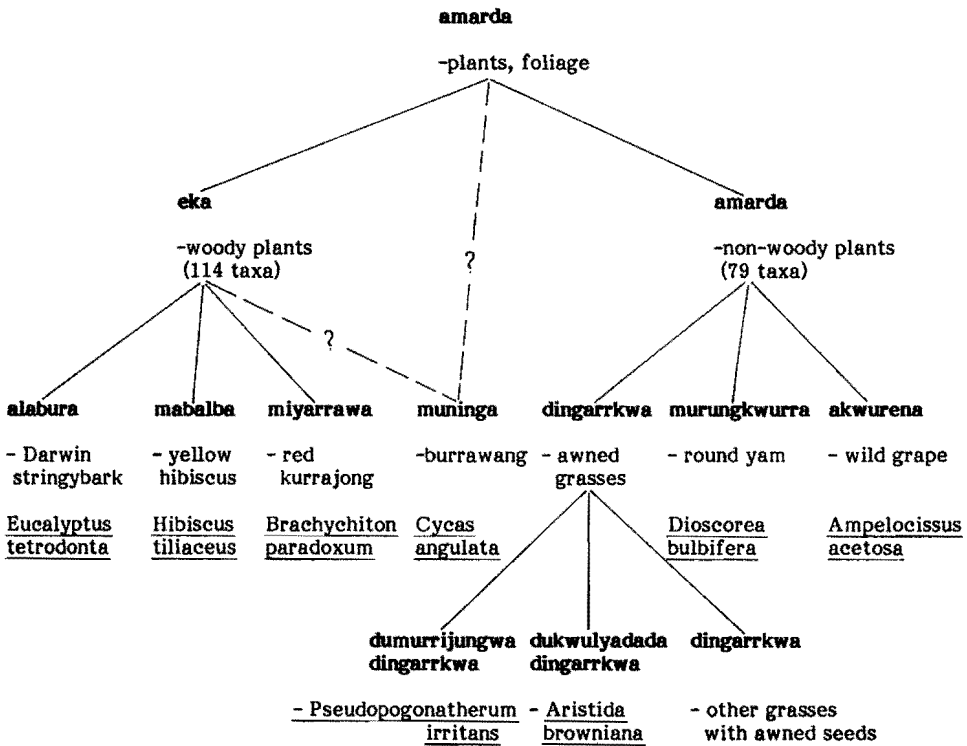 amarda
-plants, foliage
eka
amarda
-woody plants
(114 taxa)
-non-woody plants
(79 taxa)
?
?
alabura
mabalba
miyarrawa
muninga
dingarrkwa
murungkwurra
akwurena
- Darwin
stringybark
- yellow
hibiscus
- red
kurrajong
-burrawang
- awned
grasses
- round yam
- wild grape
Eucalyptus
tetrodonta
Hibiscus
tiliaceus
Brachychiton
paradoxum
Cycas
angulata
Dioscorea
bulbifera
Ampelocissus
acetosa
dumurrijungwa
dingarrkwa
dukwulyadada
dingarrkwa
dingarrkwa
- Pseudopogonatherum
irritans
- Aristida
browniana
- other grasses
with awned seeds